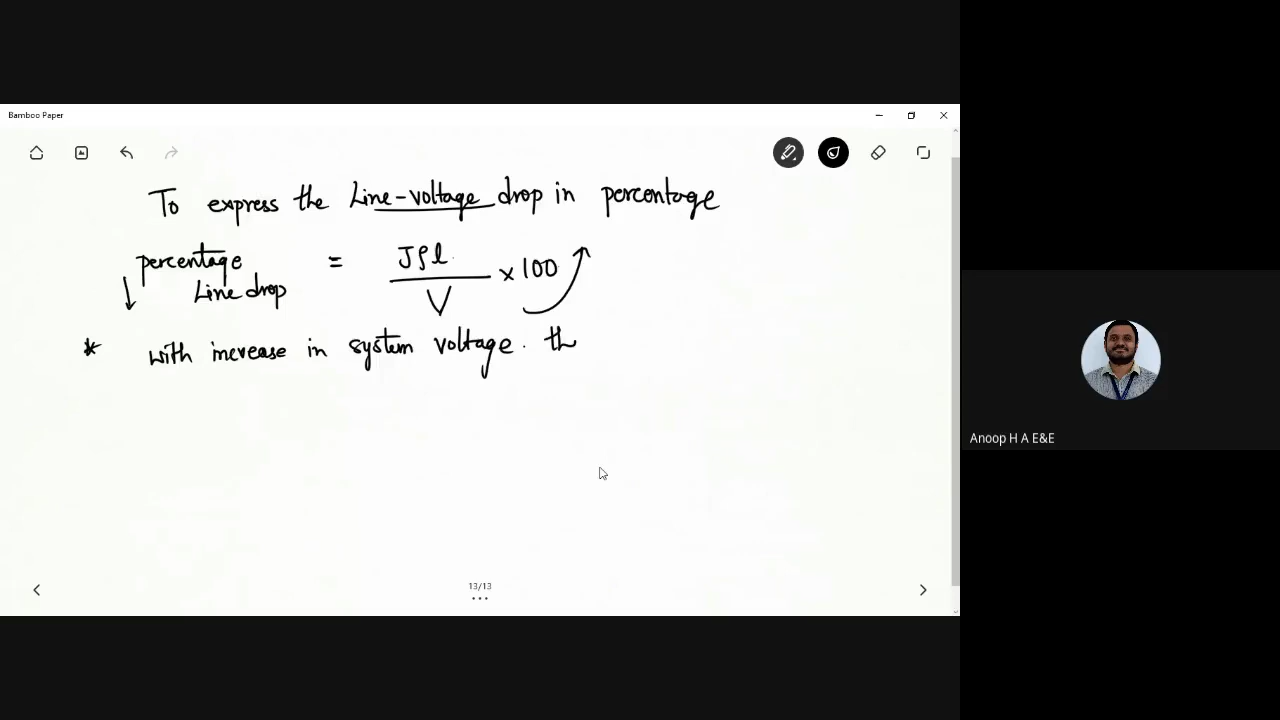 Bamboo Paper
To express the Line-voltage drop in percentage
percentage Line drop = Jρl / V × 100
* with increase in system voltage. th
13/13
Anoop H A E&E